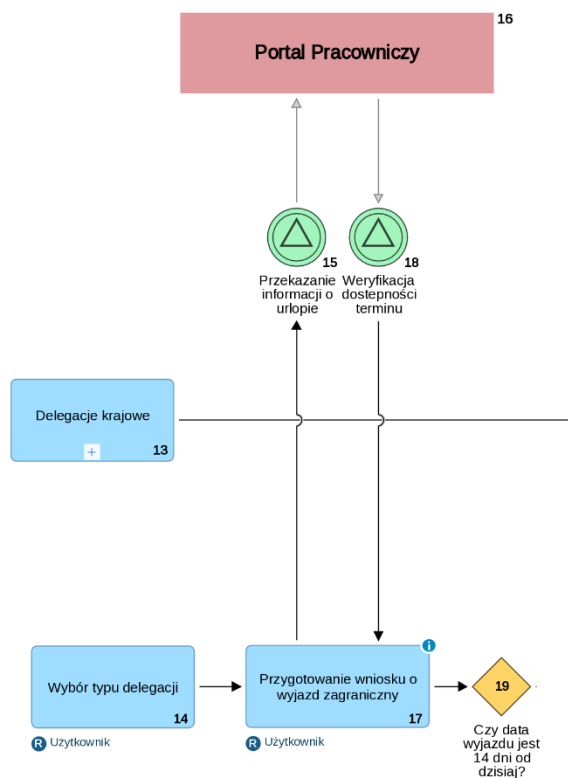 16
Portal Pracowniczy
15
Przekazanie
informacji o
urlopie
18
Weryfikacja
dostepności
terminu
Delegacje krajowe
+
13
Wybór typu delegacji
14
R Użytkownik
i
Przygotowanie wniosku o
wyjazd zagraniczny
17
R Użytkownik
19
Czy data
wyjazdu jest
14 dni od
dzisiaj?